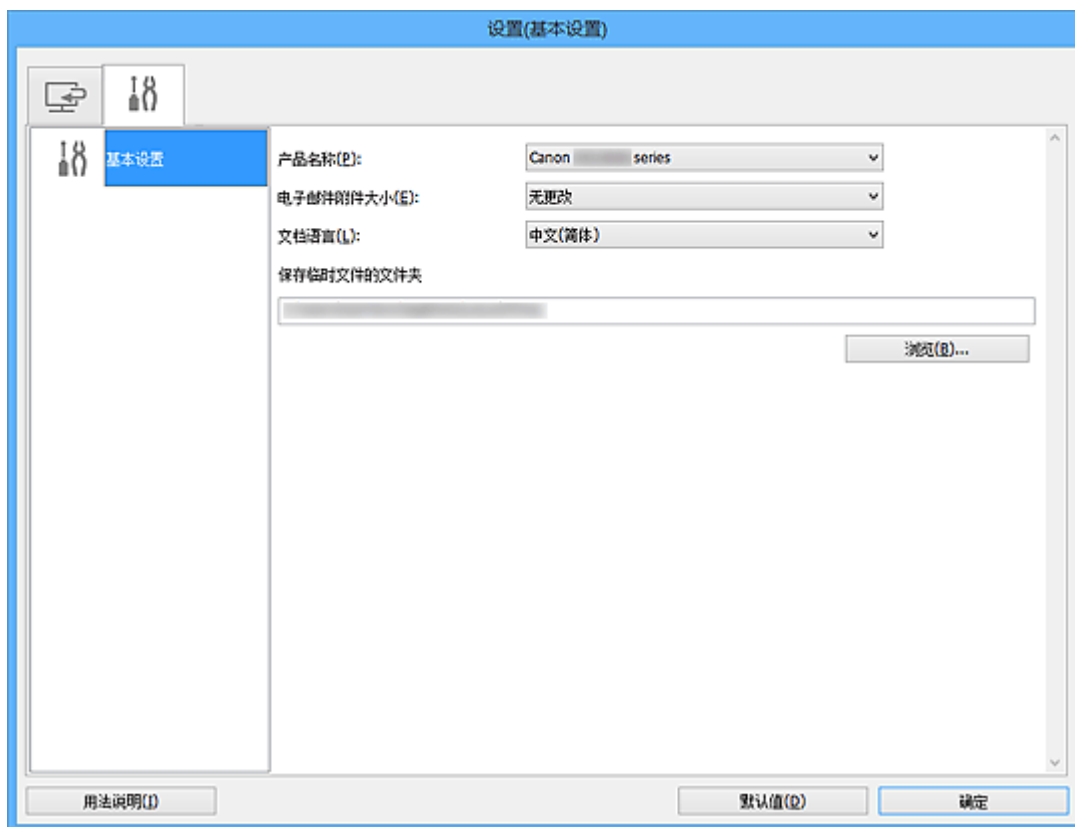 设置(基本设置)
基本设置
产品名称(P):
Canon series
电子邮件附件大小(E):
无更改
文档语言(L):
中文(简体)
保存临时文件的文件夹
浏览(B)...
用法说明(I)
默认值(D)
确定